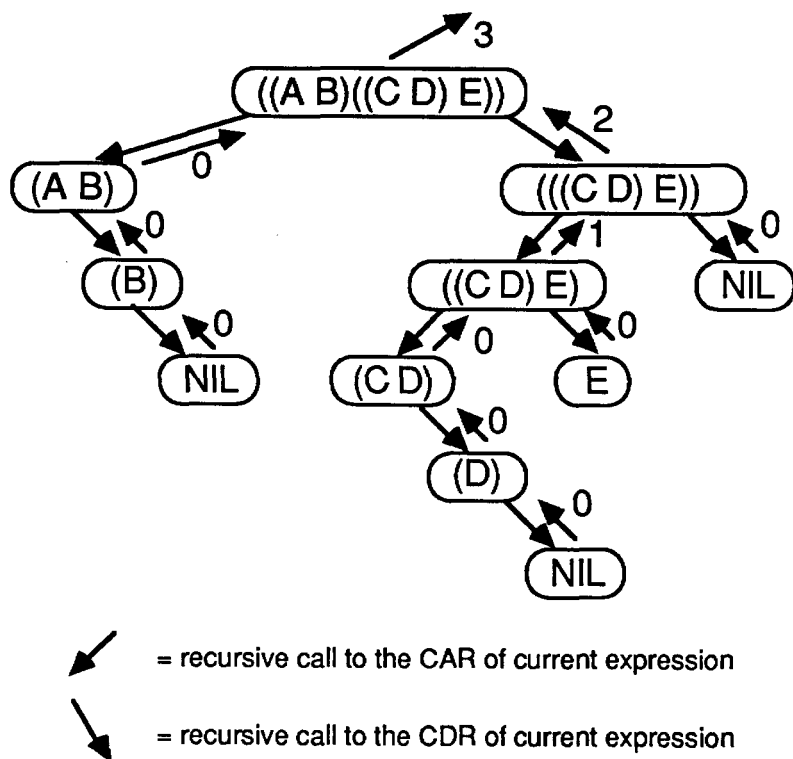 3
((A B)((C D) E))
2
0
(A B)
(((C D) E))
0
1
0
(B)
((C D) E)
NIL
0
0
0
NIL
(C D)
E
0
(D)
0
NIL
= recursive call to the CAR of current expression
= recursive call to the CDR of current expression